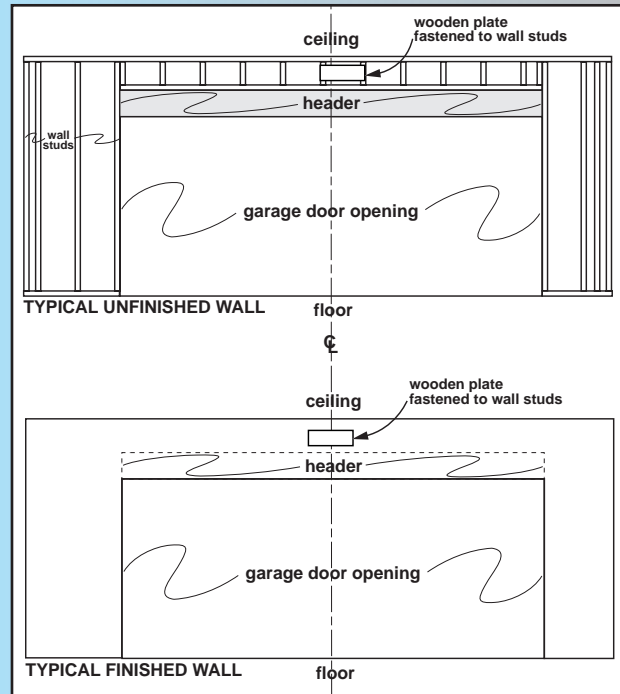 wooden plate
fastened to wall studs
ceiling
header
wall
studs
garage door opening
TYPICAL UNFINISHED WALL
floor
℄
ceiling
wooden plate
fastened to wall studs
header
garage door opening
TYPICAL FINISHED WALL
floor